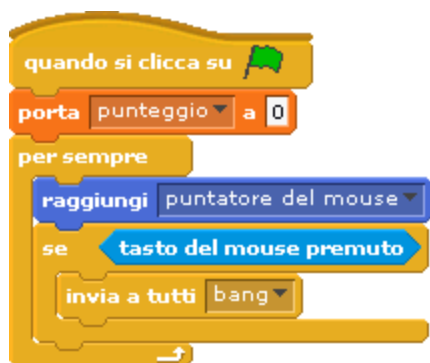 quando si clicca su
porta punteggio a 0
per sempre
raggiungi puntatore del mouse
se tasto del mouse premuto
invia a tutti bang